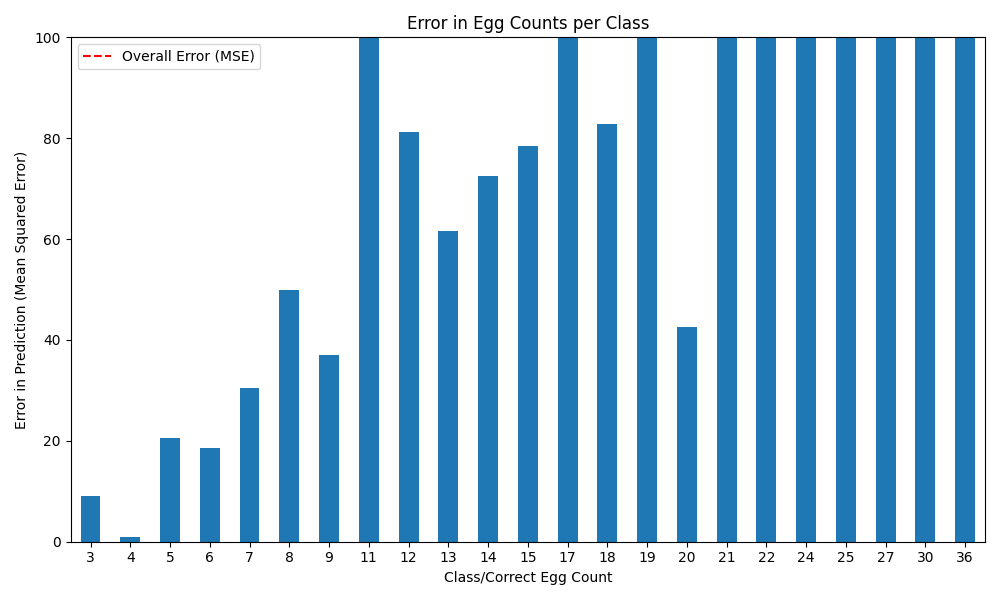 Error in Egg Counts per Class
Overall Error (MSE)
Error in Prediction (Mean Squared Error)
100
80
60
40
20
0
3 4 5 6 7 8 9 11 12 13 14 15 17 18 19 20 21 22 24 25 27 30 36
Class/Correct Egg Count